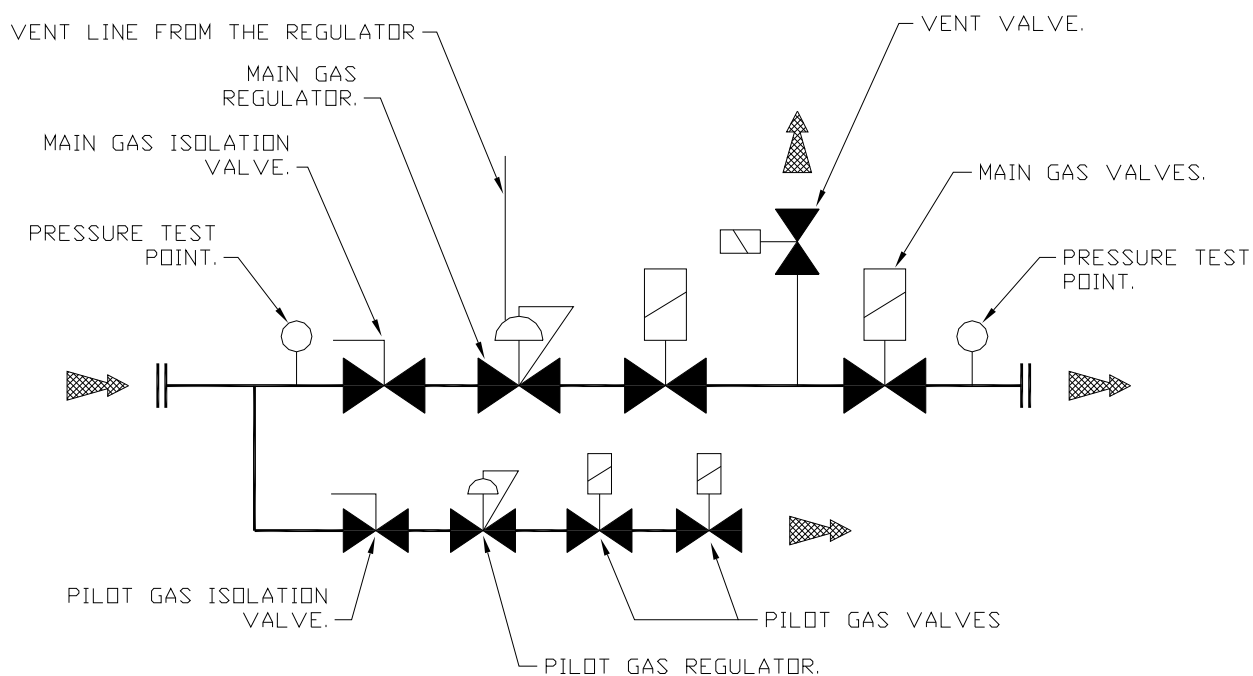 VENT LINE FROM THE REGULATOR
VENT VALVE.
MAIN GAS
REGULATOR.
MAIN GAS ISOLATION
VALVE.
MAIN GAS VALVES.
PRESSURE TEST
POINT.
PRESSURE TEST
POINT.
PILOT GAS ISOLATION
VALVE.
PILOT GAS VALVES
PILOT GAS REGULATOR.